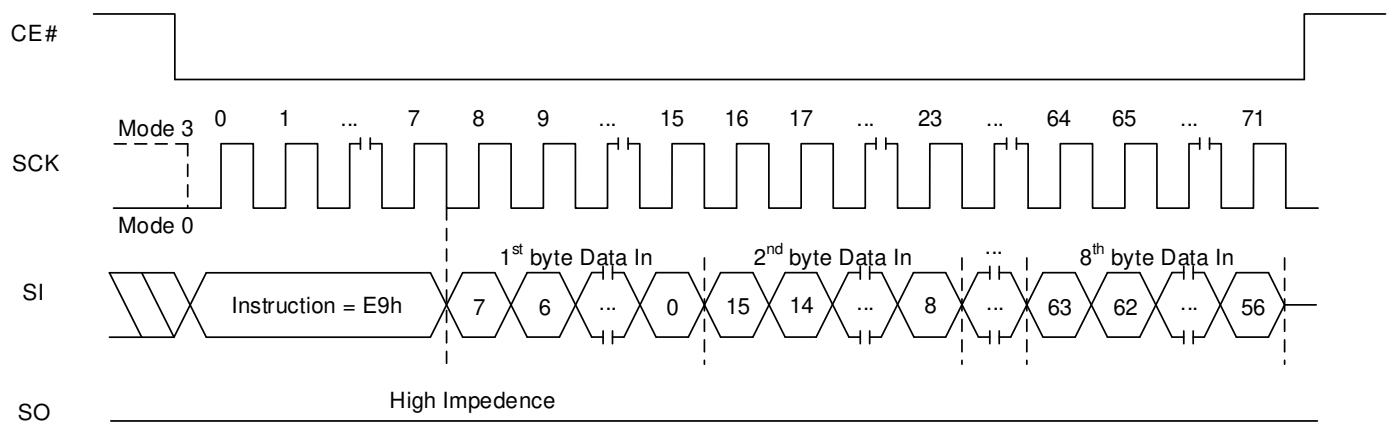 CE#
Mode 3
0 1 ... 7 8 9 ... 15 16 17 ... 23 ... 64 65 ... 71
SCK
Mode 0
1st byte Data In 2nd byte Data In ... 8th byte Data In
SI
Instruction = E9h 7 6 ... 0 15 14 ... 8 ... 63 62 ... 56
High Impedence
SO